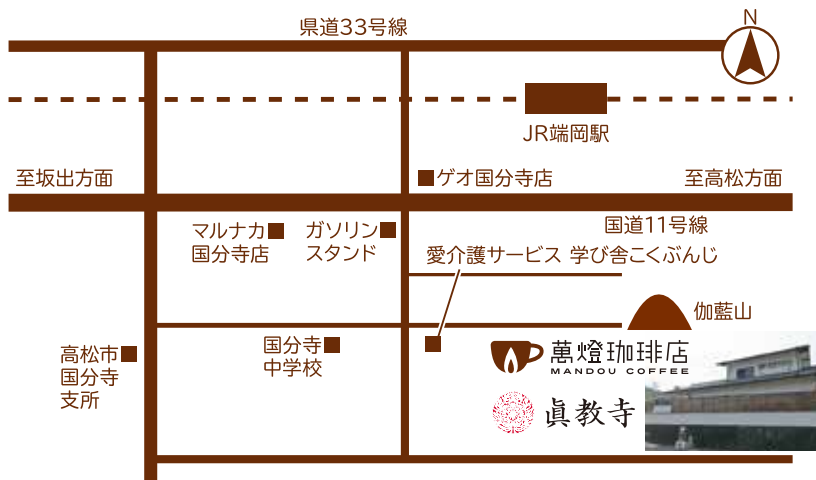 県道33号線
N
JR端岡駅
至坂出方面
ゲオ国分寺店
至高松方面
国道11号線
マルナカ
国分寺店
ガソリン
スタンド
愛介護サービス 学び舎こくぶんじ
伽藍山
高松市
国分寺
支所
国分寺
中学校
萬燈珈琲店
MANDOU COFFEE
眞教寺